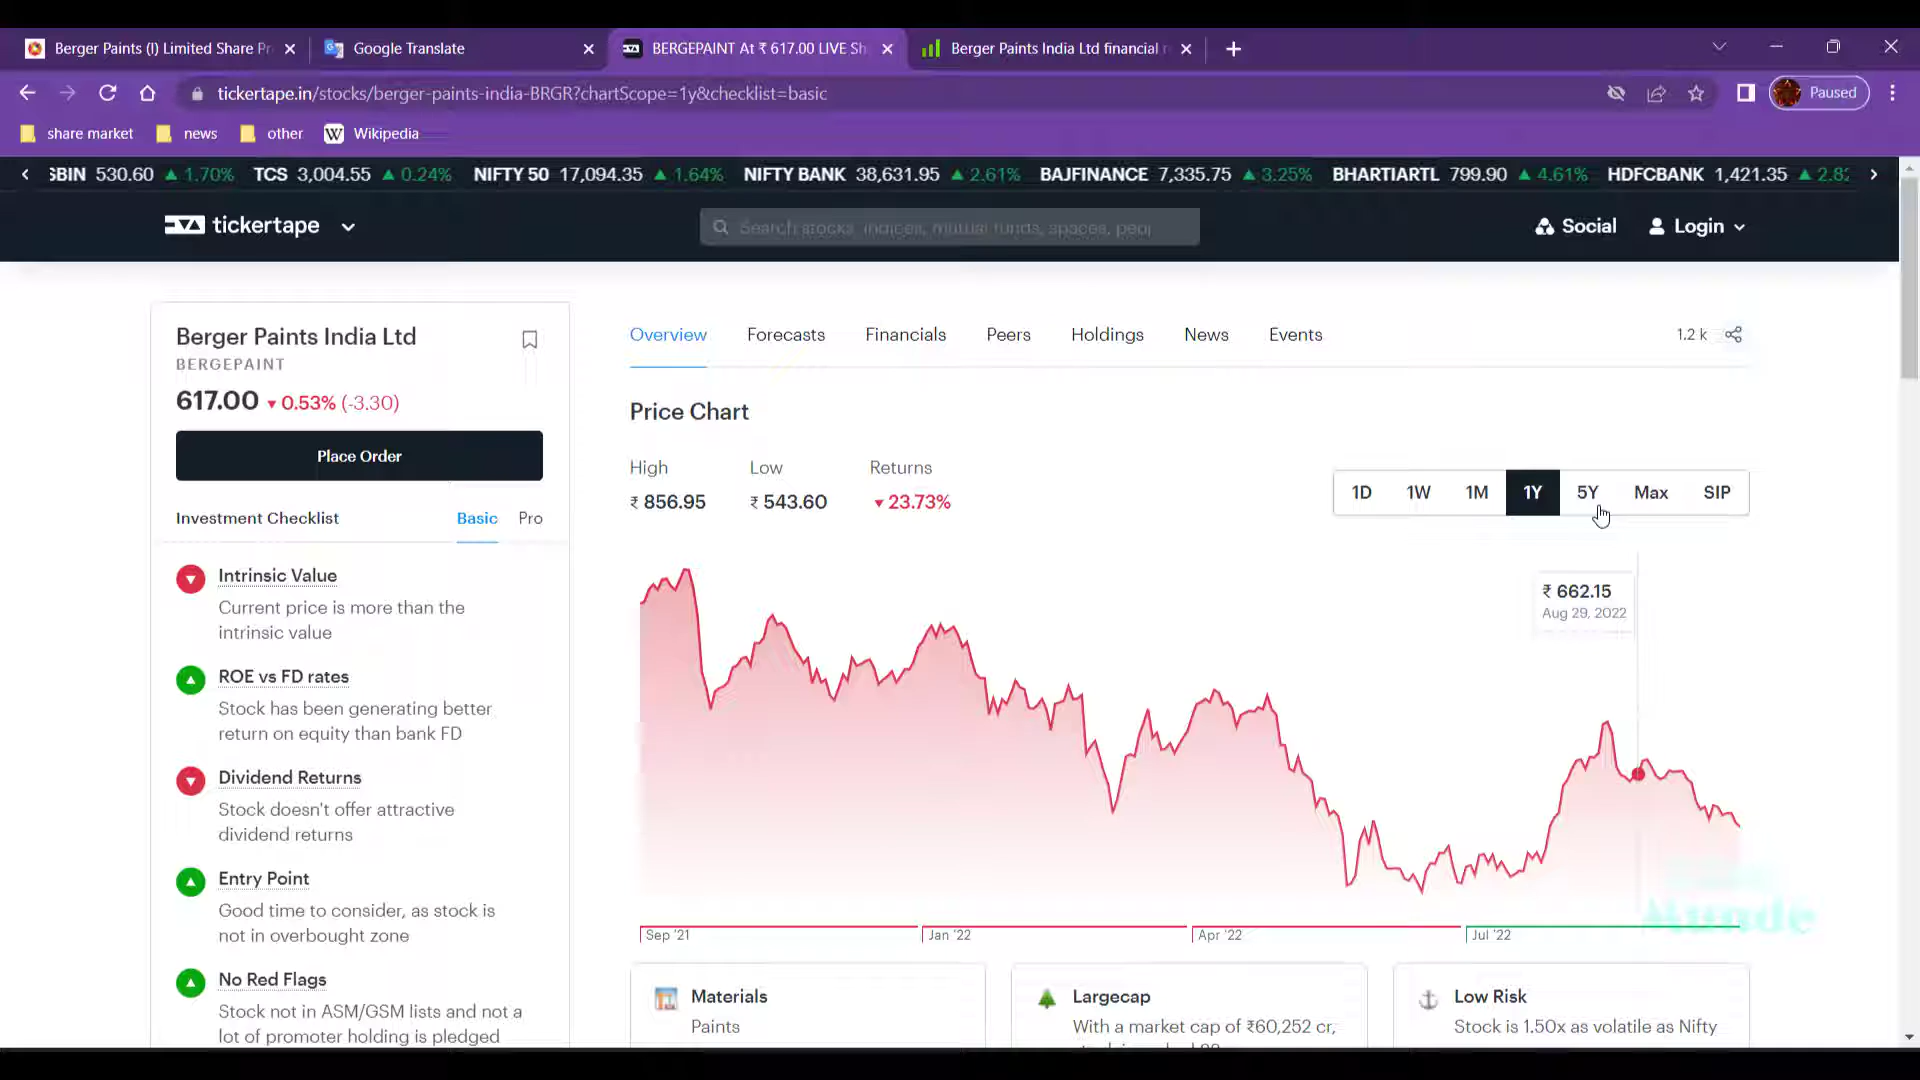 Berger Paints (I) Limited Share Pr
Google Translate
BERGEPAINT At ₹ 617.00 LIVE Sh
Berger Paints India Ltd financial r
tickertape.in/stocks/berger-paints-india-BRGR?chartScope=1y&checklist=basic
Paused
share market
news
other
W Wikipedia
SBIN 530.60 ▲ 1.70% TCS 3,004.55 ▲ 0.24% NIFTY 50 17,094.35 ▲ 1.64% NIFTY BANK 38,631.95 ▲ 2.61% BAJFINANCE 7,335.75 ▲ 3.25% BHARTIARTL 799.90 ▲ 4.61% HDFCBANK 1,421.35 ▲ 2.82
tickertape
Search stocks, indices, mutual funds, spaces, peopl
Social
Login
Berger Paints India Ltd
BERGEPAINT
617.00 ▼ 0.53% (-3.30)
Place Order
Investment Checklist
Basic
Pro
Intrinsic Value
Current price is more than the
intrinsic value
ROE vs FD rates
Stock has been generating better
return on equity than bank FD
Dividend Returns
Stock doesn't offer attractive
dividend returns
Entry Point
Good time to consider, as stock is
not in overbought zone
No Red Flags
Stock not in ASM/GSM lists and not a
lot of promoter holding is pledged
Overview Forecasts Financials Peers Holdings News Events
1.2 k
Price Chart
High Low Returns
₹ 856.95 ₹ 543.60 ▼ 23.73%
1D 1W 1M 1Y 5Y Max SIP
₹ 662.15
Aug 29, 2022
Sep '21 Jan '22 Apr '22 Jul '22
Materials
Paints
Largecap
With a market cap of ₹60,252 cr,
Low Risk
Stock is 1.50x as volatile as Nifty